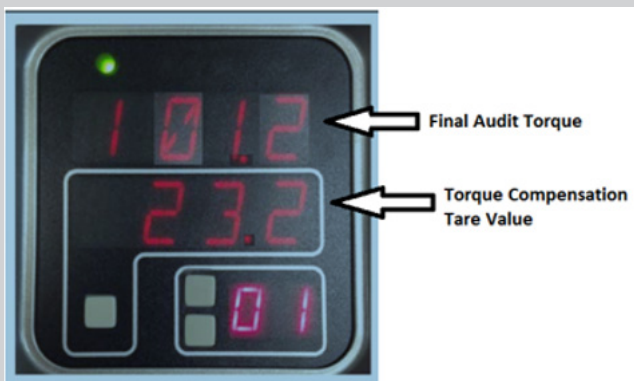 101.2
Final Audit Torque
23.2
Torque Compensation
Tare Value
01